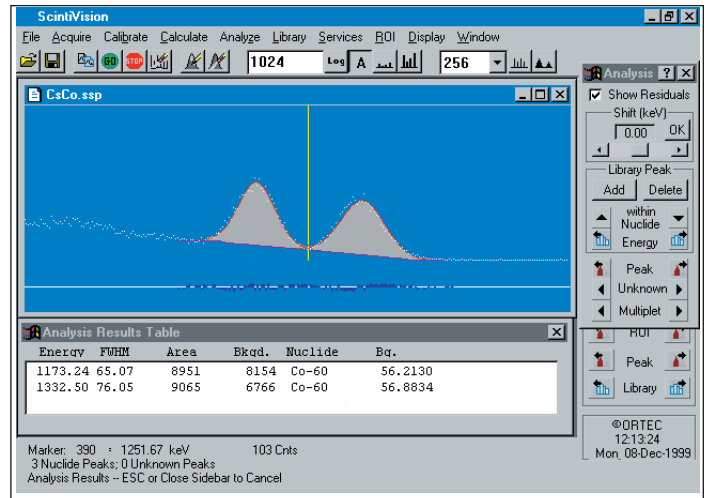 ScintiVision
File Acquire Calibrate Calculate Analyze Library Services ROI Display Window
GO STOP 1024 Log A 256
CsCo.ssp
Analysis ? X
Show Residuals
Shift (keV)
0.00 OK
Library Peak
Add Delete
within
Nuclide
Energy
Peak
Unknown
Multiplet
ROI
Peak
Library
©ORTEC
12:13:24
Mon, 08-Dec-1999
Analysis Results Table
Energy FWHM Area Bkgd. Nuclide Bq.
1173.24 65.07 8951 8154 Co-60 56.2130
1332.50 76.05 9065 6766 Co-60 56.8834
Marker: 390 = 1251.67 keV 103 Cnts
3 Nuclide Peaks; 0 Unknown Peaks
Analysis Results -- ESC or Close Sidebar to Cancel